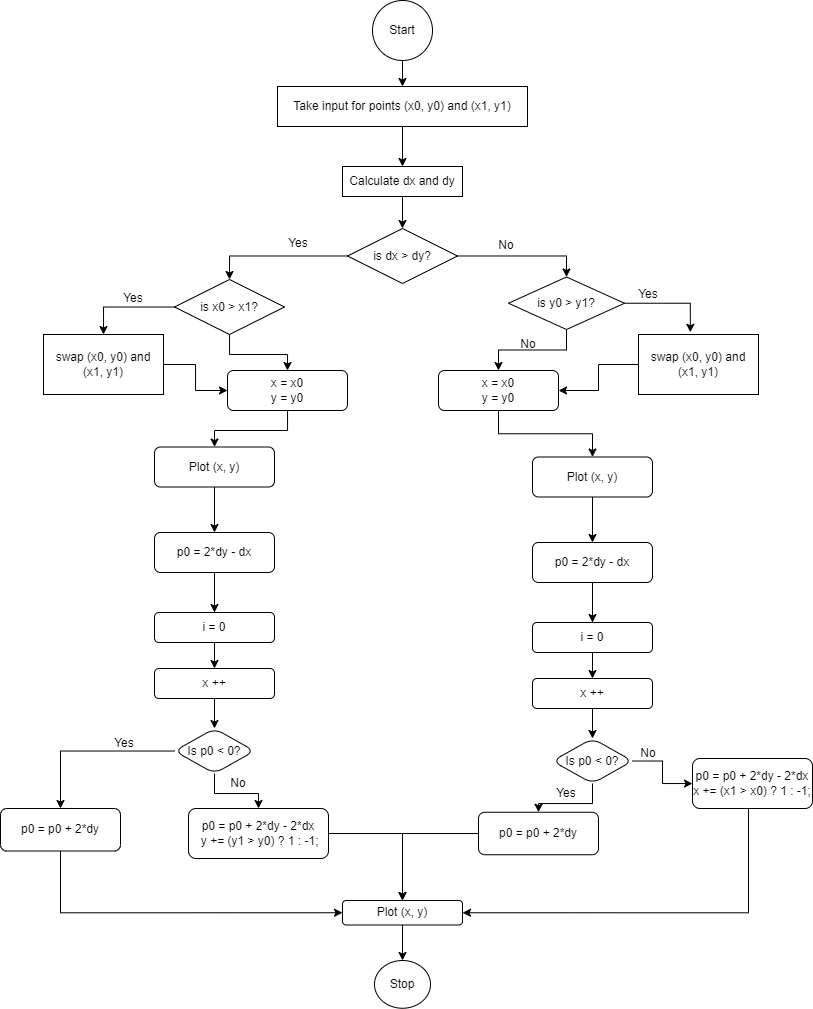 Start
Take input for points (x0, y0) and (x1, y1)
Calculate dx and dy
is dx > dy?
Yes
No
is x0 > x1?
is y0 > y1?
Yes
Yes
No
swap (x0, y0) and
(x1, y1)
x = x0
y = y0
x = x0
y = y0
swap (x0, y0) and
(x1, y1)
Plot (x, y)
Plot (x, y)
p0 = 2*dy - dx
p0 = 2*dy - dx
i = 0
i = 0
x ++
x ++
Is p0 < 0?
Yes
No
Is p0 < 0?
No
Yes
p0 = p0 + 2*dy
p0 = p0 + 2*dy - 2*dx
y += (y1 > y0) ? 1 : -1;
p0 = p0 + 2*dy
p0 = p0 + 2*dy - 2*dx
x += (x1 > x0) ? 1 : -1;
Plot (x, y)
Stop